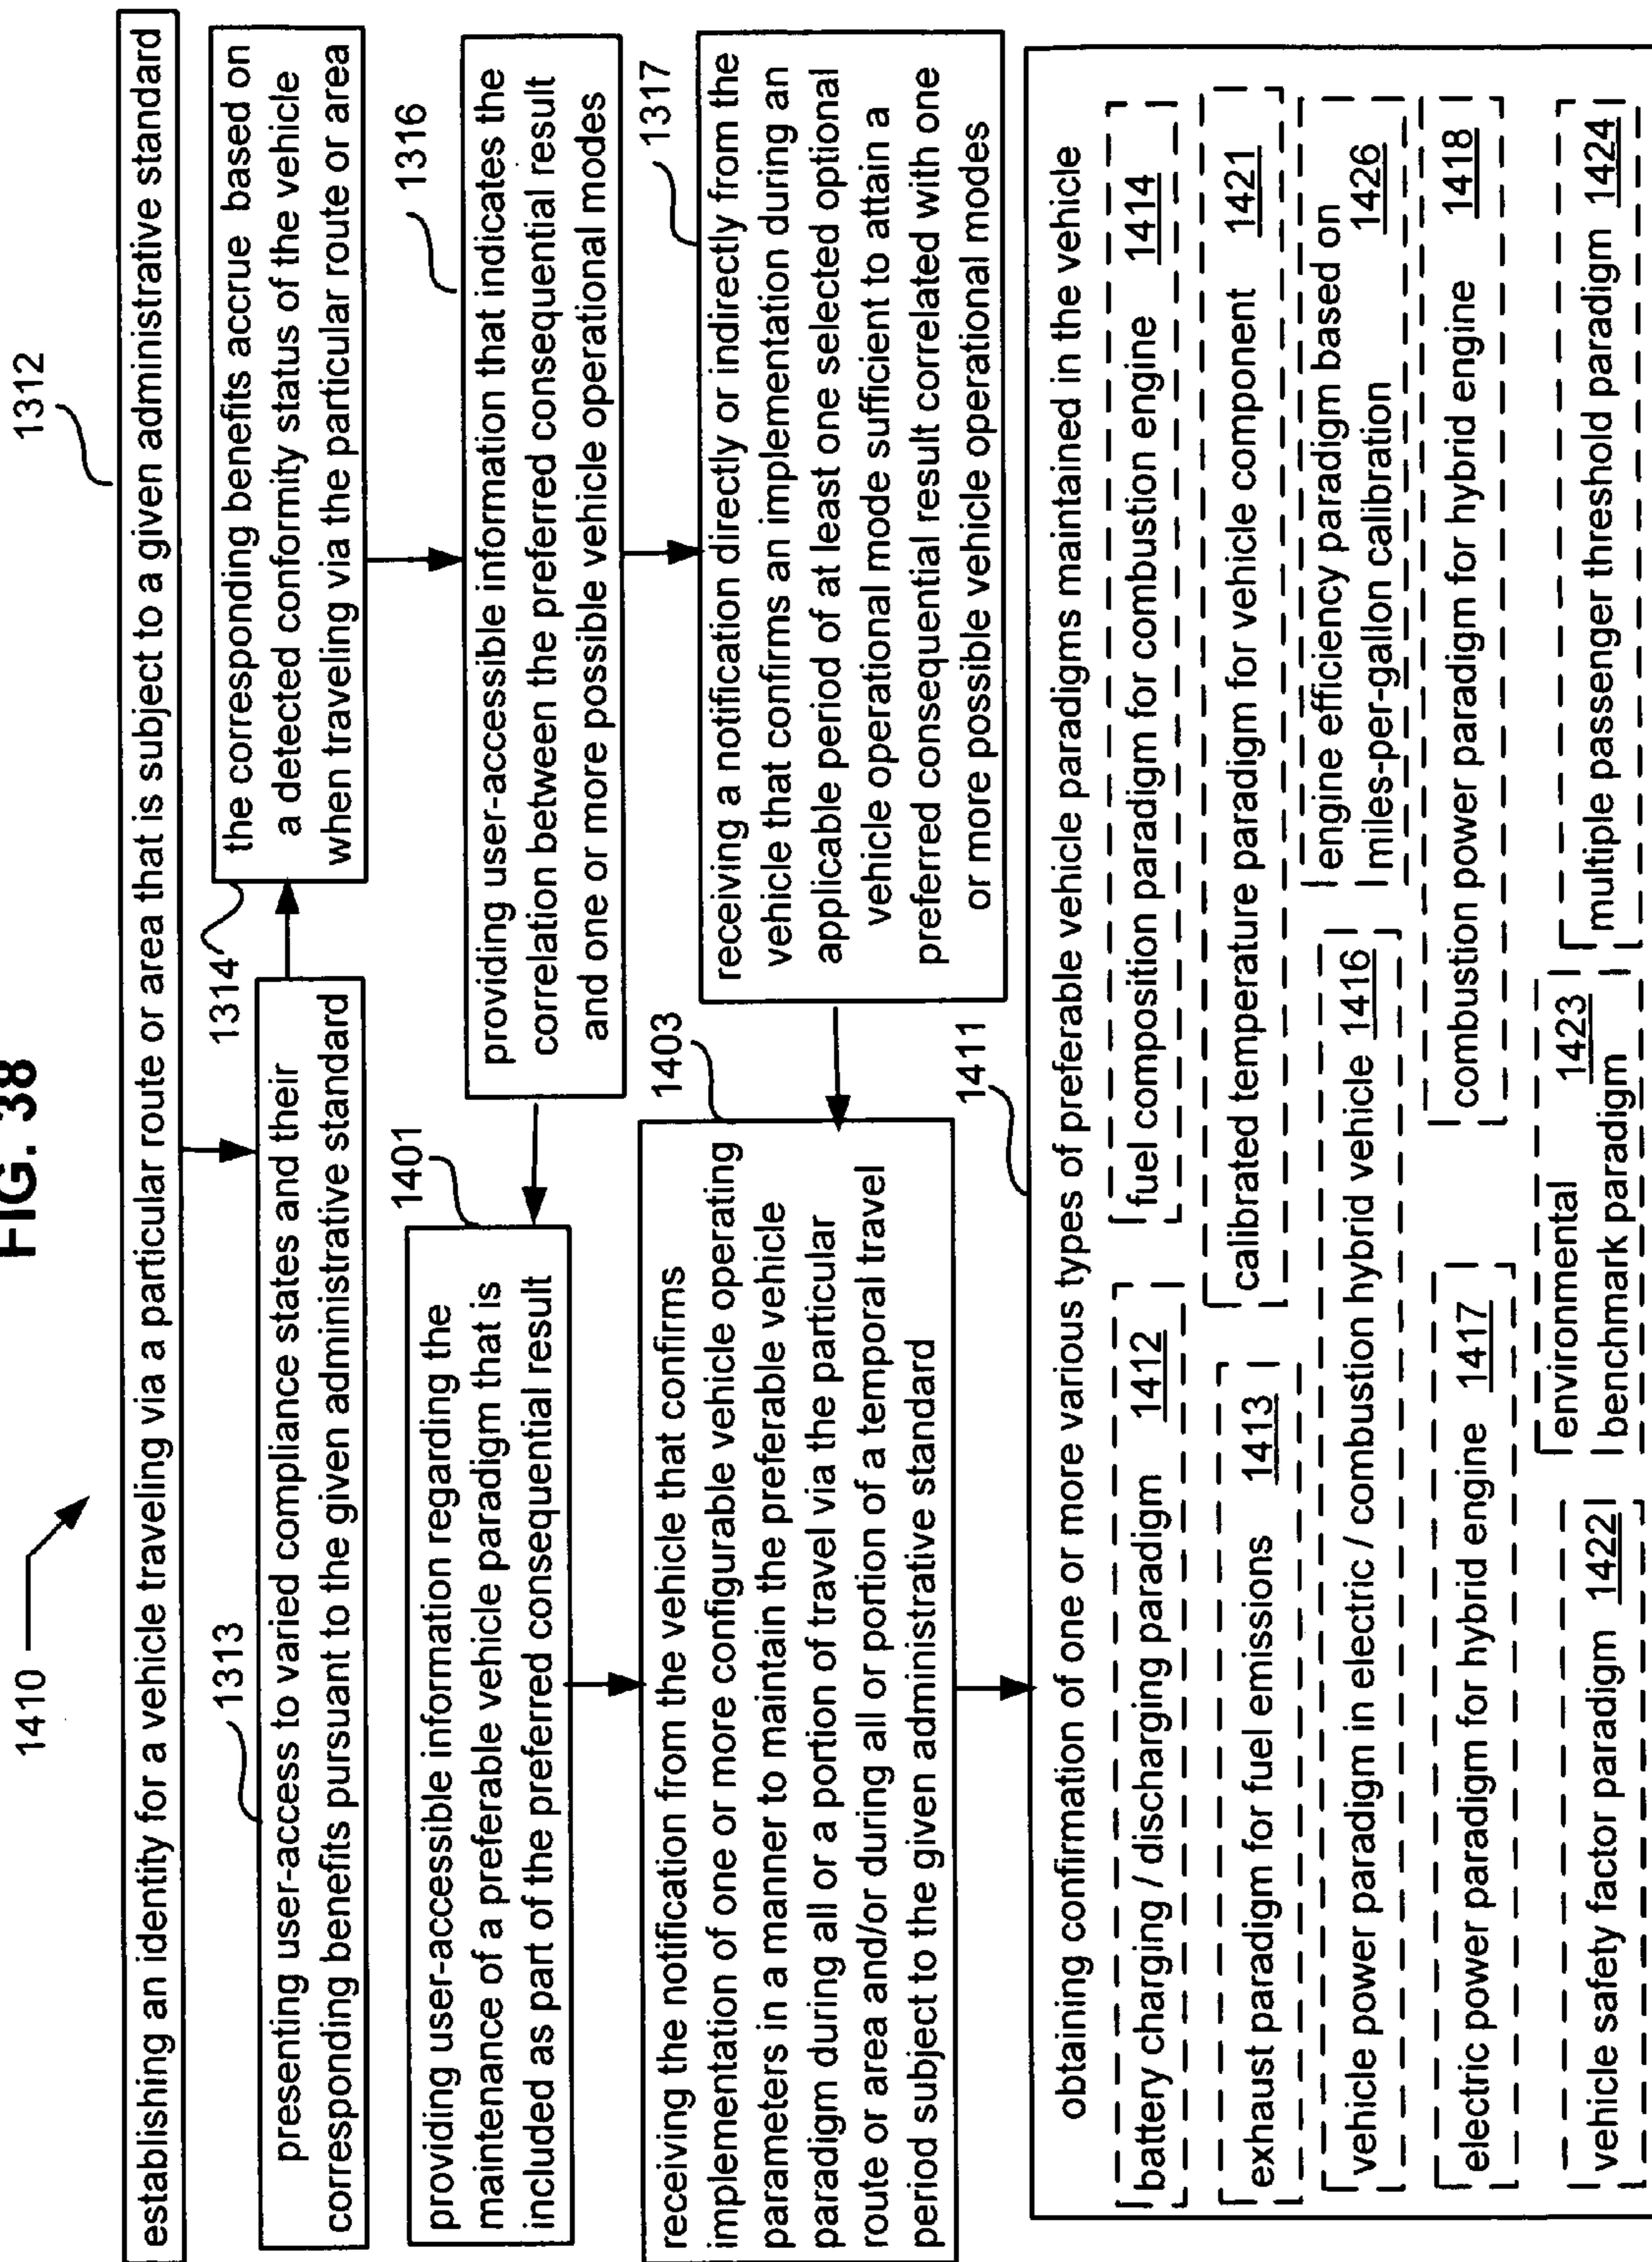 FIG. 38
1410
1312
establishing an identity for a vehicle traveling via a particular route or area that is subject to a given administrative standard
1313
presenting user-access to varied compliance states and their
corresponding benefits pursuant to the given administrative standard
1314
the corresponding benefits accrue based on
a detected conformity status of the vehicle
when traveling via the particular route or area
1316
providing user-accessible information that indicates the
correlation between the preferred consequential result
and one or more possible vehicle operational modes
1401
providing user-accessible information regarding the
maintenance of a preferable vehicle paradigm that is
included as part of the preferred consequential result
1317
receiving a notification directly or indirectly from the
vehicle that confirms an implementation during an
applicable period of at least one selected optional
vehicle operational mode sufficient to attain a
preferred consequential result correlated with one
or more possible vehicle operational modes
1403
receiving the notification from the vehicle that confirms
implementation of one or more configurable vehicle operating
parameters in a manner to maintain the preferable vehicle
paradigm during all or a portion of travel via the particular
route or area and/or during all or portion of a temporal travel
period subject to the given administrative standard
1411
obtaining confirmation of one or more various types of preferable vehicle paradigms maintained in the vehicle
battery charging / discharging paradigm 1412
fuel composition paradigm for combustion engine 1414
exhaust paradigm for fuel emissions 1413
calibrated temperature paradigm for vehicle component 1421
vehicle power paradigm in electric / combustion hybrid vehicle 1416
engine efficiency paradigm based on
miles-per-gallon calibration 1426
electric power paradigm for hybrid engine 1417
combustion power paradigm for hybrid engine 1418
vehicle safety factor paradigm 1422
environmental 1423
benchmark paradigm
multiple passenger threshold paradigm 1424